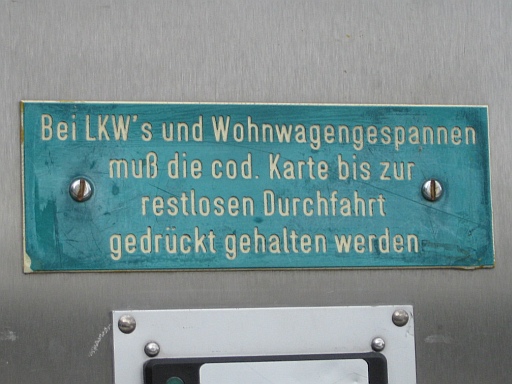 Bei LKW's und Wohnwagengespannen
muß die cod. Karte bis zur
restlosen Durchfahrt
gedrückt gehalten werden